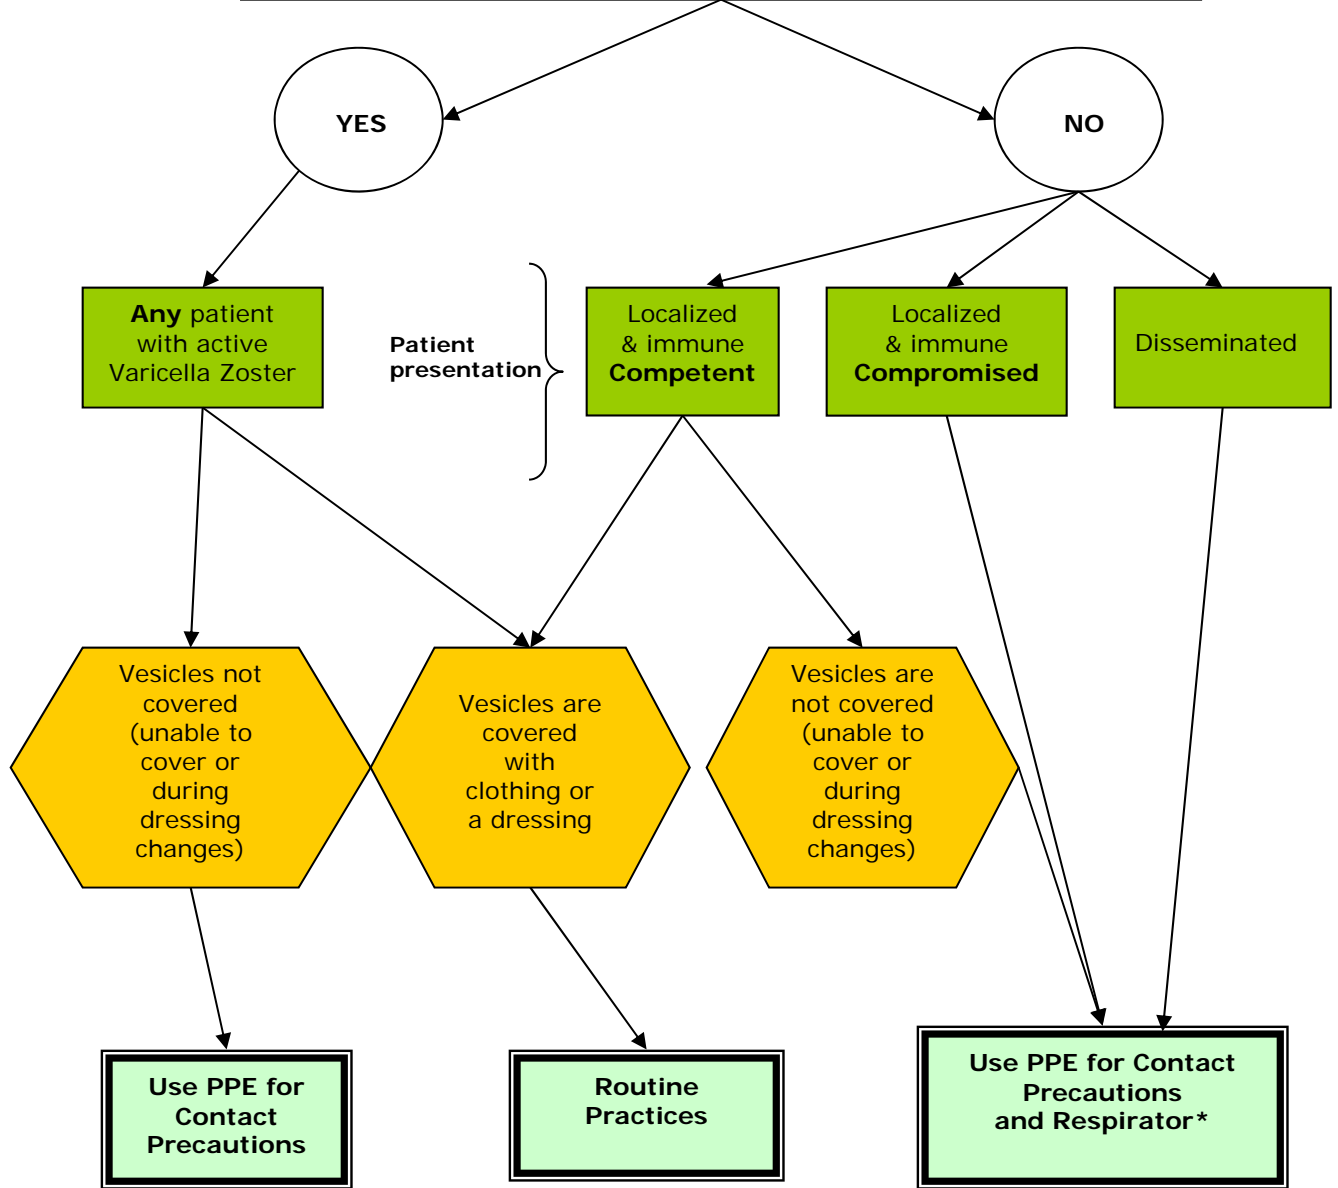 YES
NO
Any patient
with active
Varicella Zoster
Patient
presentation
Localized
& immune
Competent
Localized
& immune
Compromised
Disseminated
Vesicles not
covered
(unable to
cover or
during
dressing
changes)
Vesicles are
covered
with
clothing or
a dressing
Vesicles are
not covered
(unable to
cover or
during
dressing
changes)
Use PPE for
Contact
Precautions
Routine
Practices
Use PPE for Contact
Precautions
and Respirator*